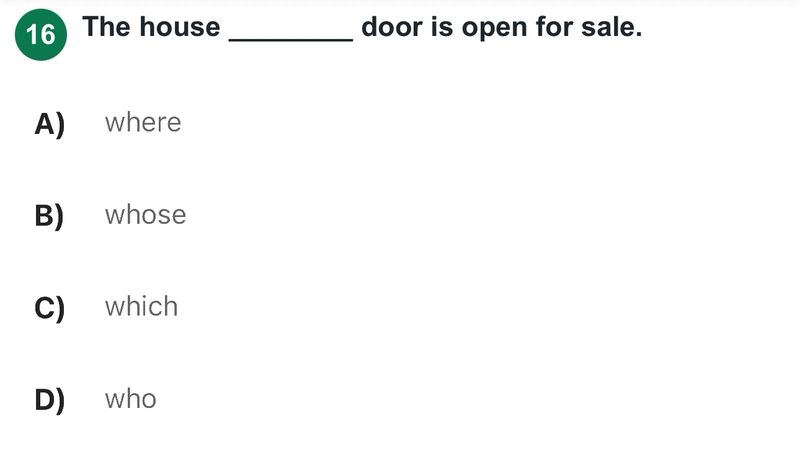 16 The house ________ door is open for sale.
A) where
B) whose
C) which
D) who